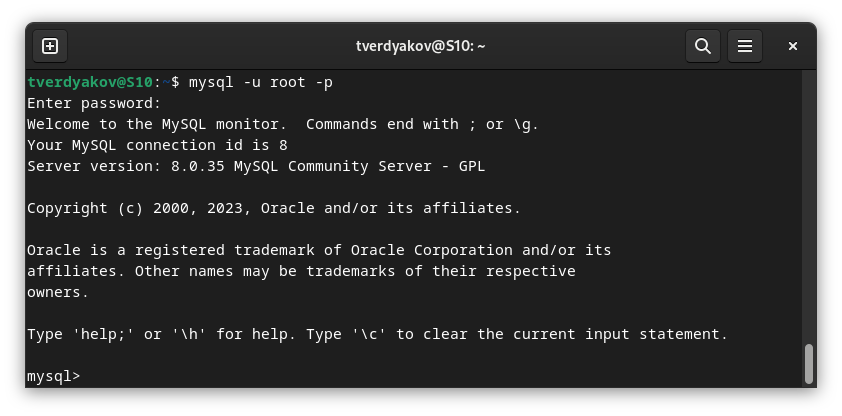 tverdyakov@S10: ~
tverdyakov@S10:~$ mysql -u root -p
Enter password:
Welcome to the MySQL monitor.  Commands end with ; or \g.
Your MySQL connection id is 8
Server version: 8.0.35 MySQL Community Server - GPL
Copyright (c) 2000, 2023, Oracle and/or its affiliates.
Oracle is a registered trademark of Oracle Corporation and/or its
affiliates. Other names may be trademarks of their respective
owners.
Type 'help;' or '\h' for help. Type '\c' to clear the current input statement.
mysql>